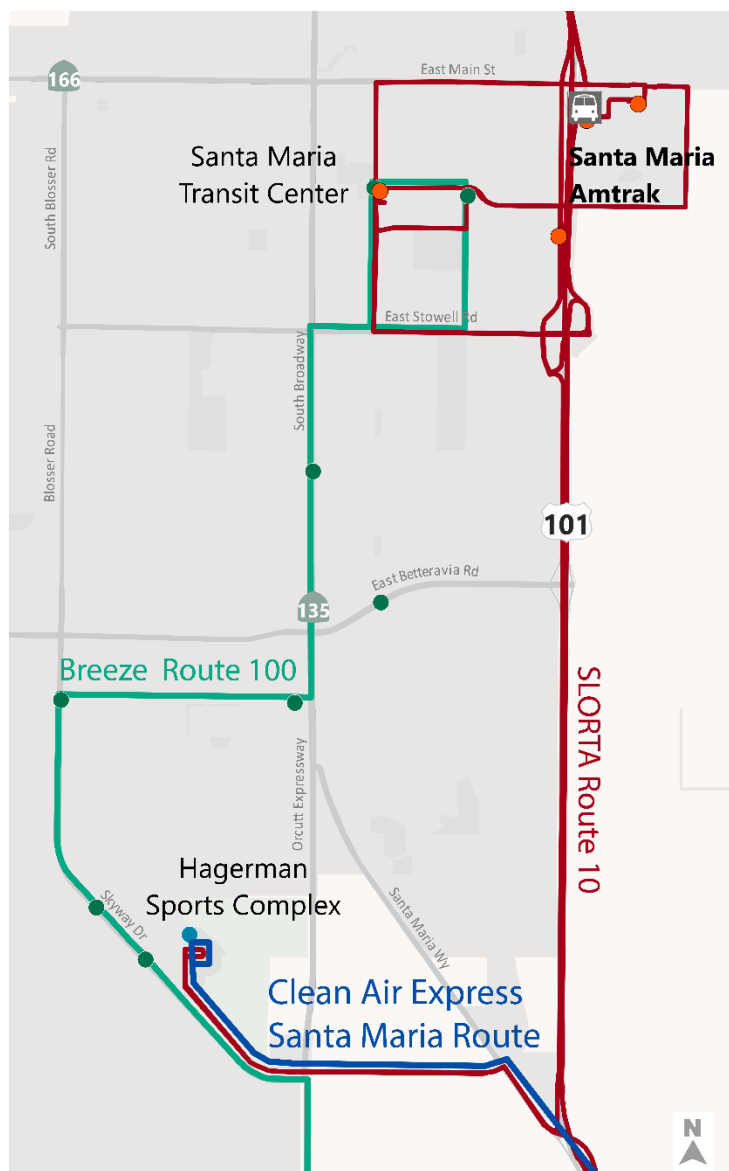 East Main St
166
South Blosser Rd
Santa Maria
Transit Center
Santa Maria
Amtrak
East Stowell Rd
South Broadway
Blosser Road
101
East Betteravia Rd
135
Breeze Route 100
SLORTA Route 10
Orcutt Expressway
Hagerman
Sports Complex
Skyway Dr
Santa Maria Wy
Clean Air Express
Santa Maria Route
N